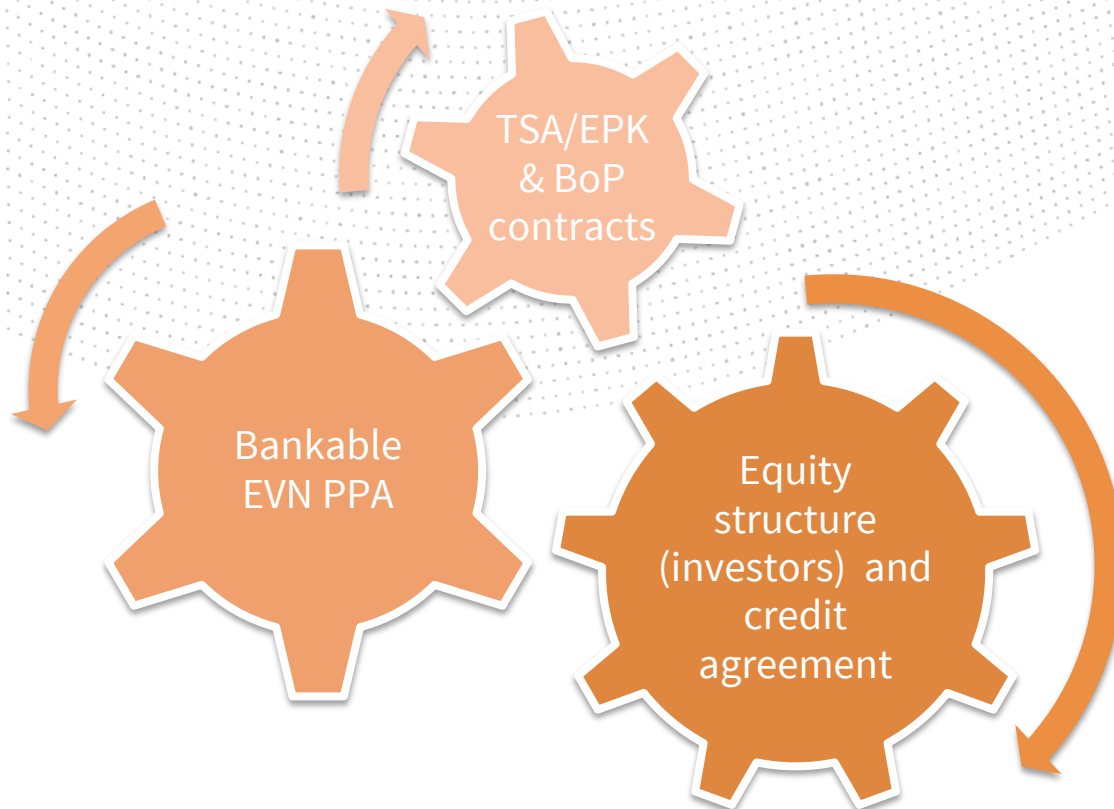 TSA/EPK
& BoP
contracts
Bankable
EVN PPA
Equity
structure
(investors)  and
credit
agreement